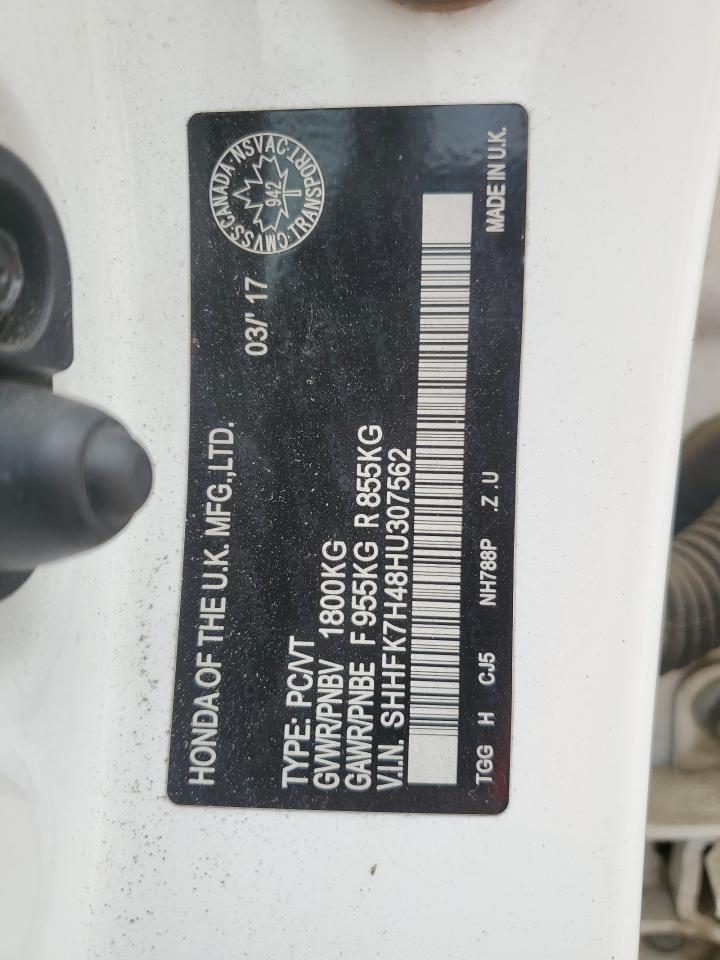 HONDA OF THE U.K. MFG.,LTD.
03/' 17
CMVSS·CANADA·NSVAC·TRANSPORT
942
TYPE: PC/VT
GVWR/PNBV 1800KG
GAWR/PNBE F 955KG R 855KG
V.I.N. SHHFK7H48HU307562
TGG H CJ5 NH788P .Z .U MADE IN U.K.